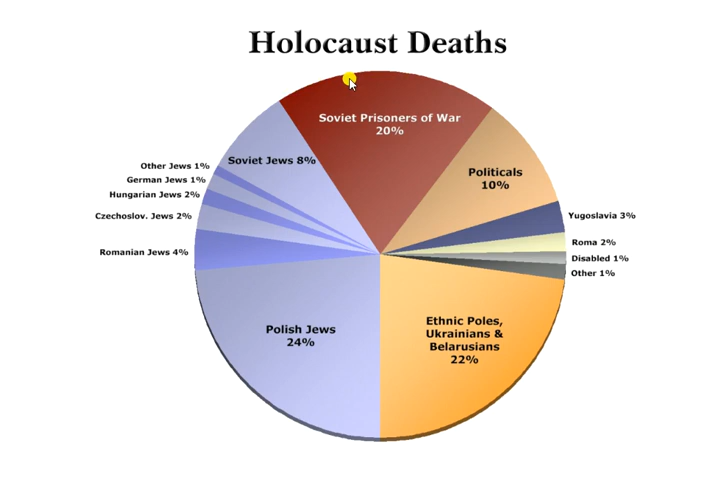 Holocaust Deaths
Soviet Prisoners of War
20%
Politicals
10%
Yugoslavia 3%
Roma 2%
Disabled 1%
Other 1%
Ethnic Poles,
Ukrainians &
Belarusians
22%
Polish Jews
24%
Romanian Jews 4%
Czechoslov. Jews 2%
Hungarian Jews 2%
German Jews 1%
Other Jews 1%
Soviet Jews 8%